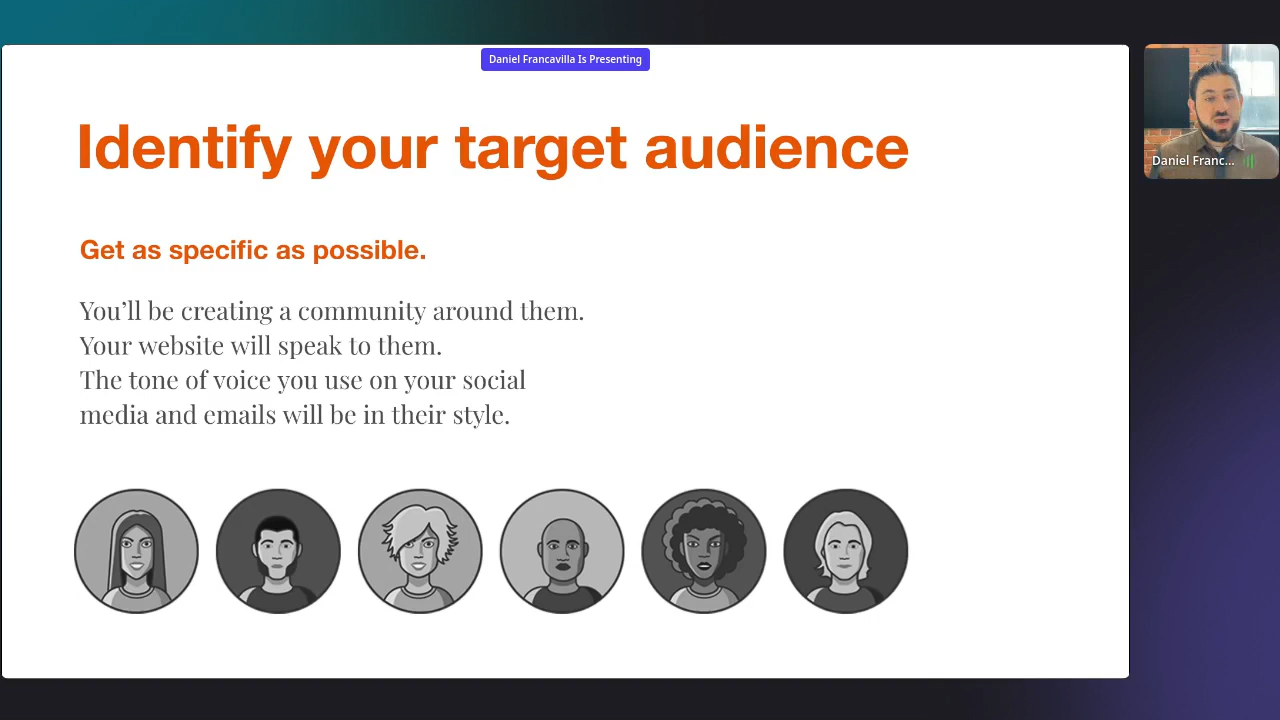 Daniel Francavilla Is Presenting
Identify your target audience
Get as specific as possible.
You’ll be creating a community around them.
Your website will speak to them.
The tone of voice you use on your social
media and emails will be in their style.
Daniel Franc...